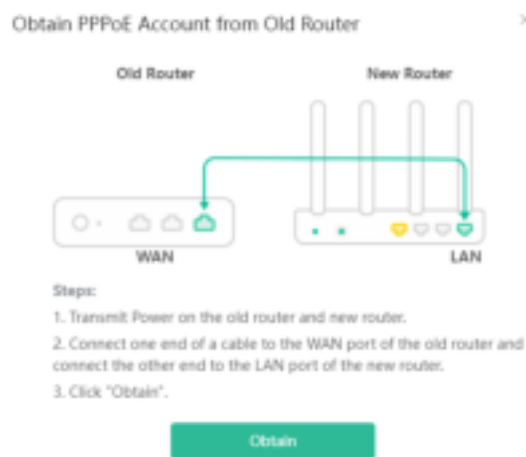 Obtain PPPoE Account from Old Router
Old Router
New Router
WAN
LAN
Steps:
1. Transmit Power on the old router and new router.
2. Connect one end of a cable to the WAN port of the old router and
connect the other end to the LAN port of the new router.
3. Click "Obtain".
Obtain